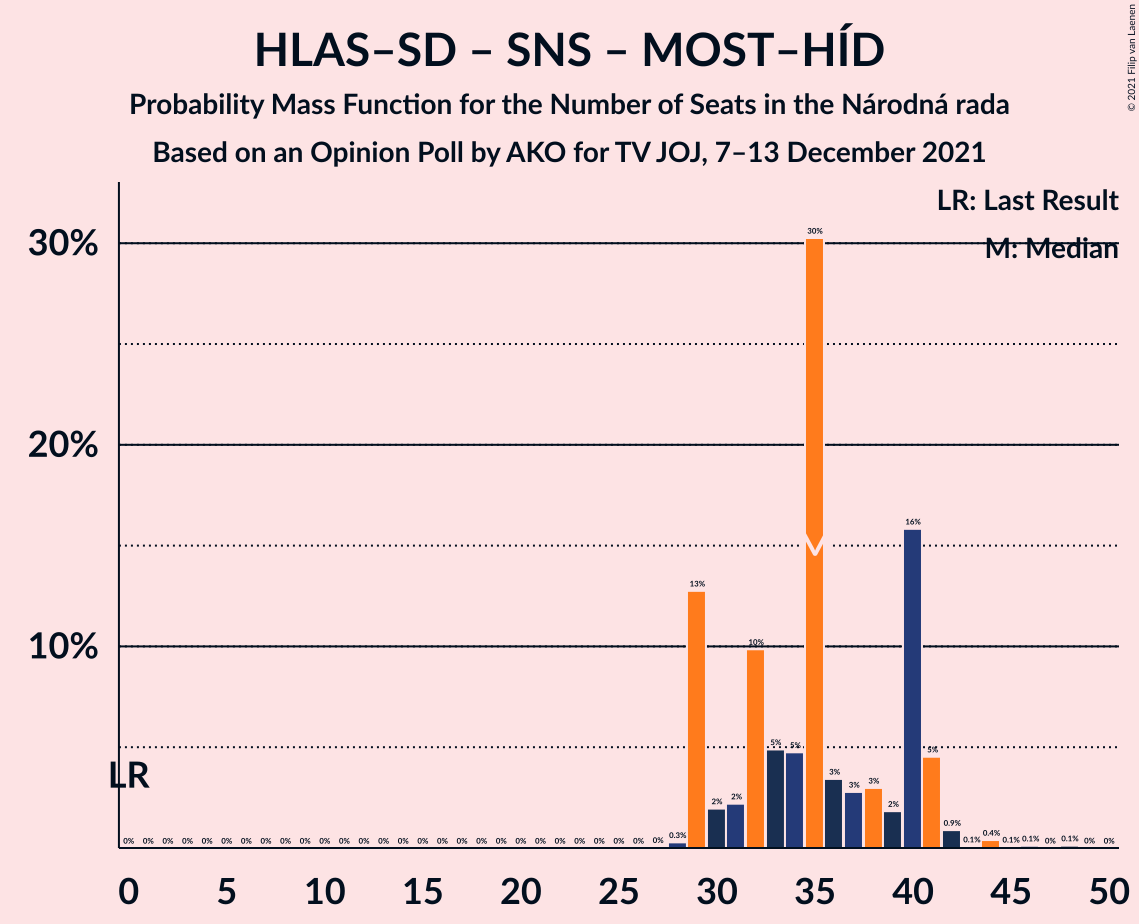 HLAS–SD – SNS – MOST–HÍD
Probability Mass Function for the Number of Seats in the Národná rada
Based on an Opinion Poll by AKO for TV JOJ, 7–13 December 2021
© 2021 Filip van Laenen
LR: Last Result
M: Median
30%
20%
10%
LR
0% 0% 0% 0% 0% 0% 0% 0% 0% 0% 0% 0% 0% 0% 0% 0% 0% 0% 0% 0% 0% 0% 0% 0% 0% 0% 0% 0% 0.3% 13% 2% 2% 10% 5% 5% 30% 3% 3% 3% 2% 16% 5% 0.9% 0.1% 0.4% 0.1% 0.1% 0% 0.1% 0% 0%
M
0 5 10 15 20 25 30 35 40 45 50